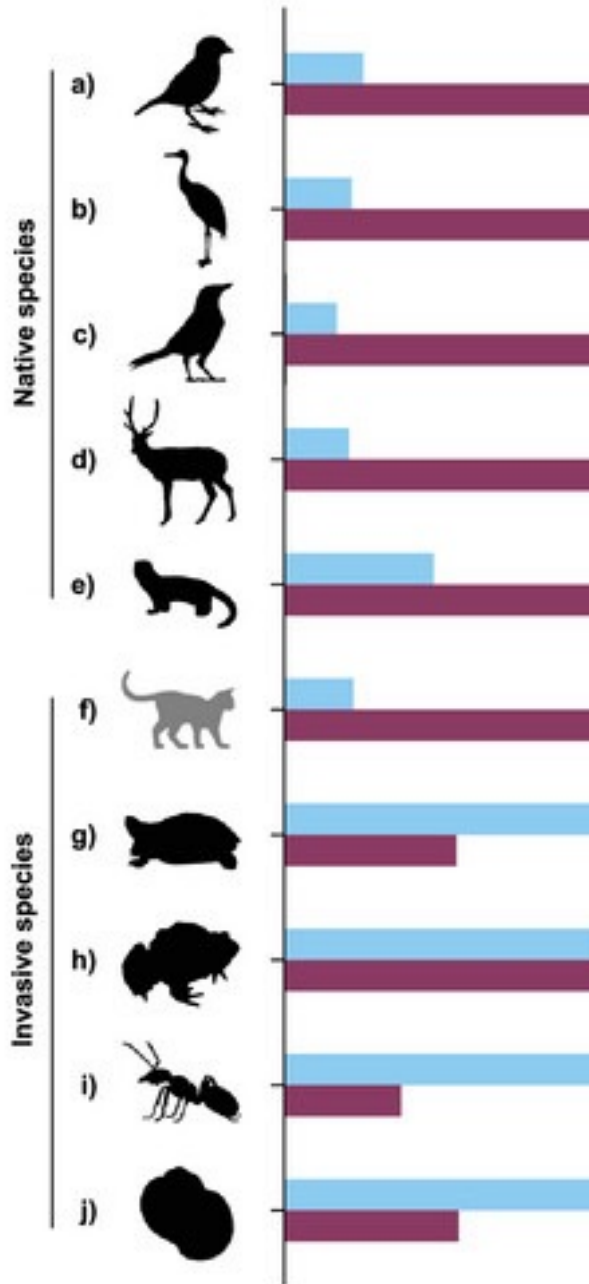 Native species
a)
b)
c)
d)
e)
Invasive species
f)
g)
h)
i)
j)